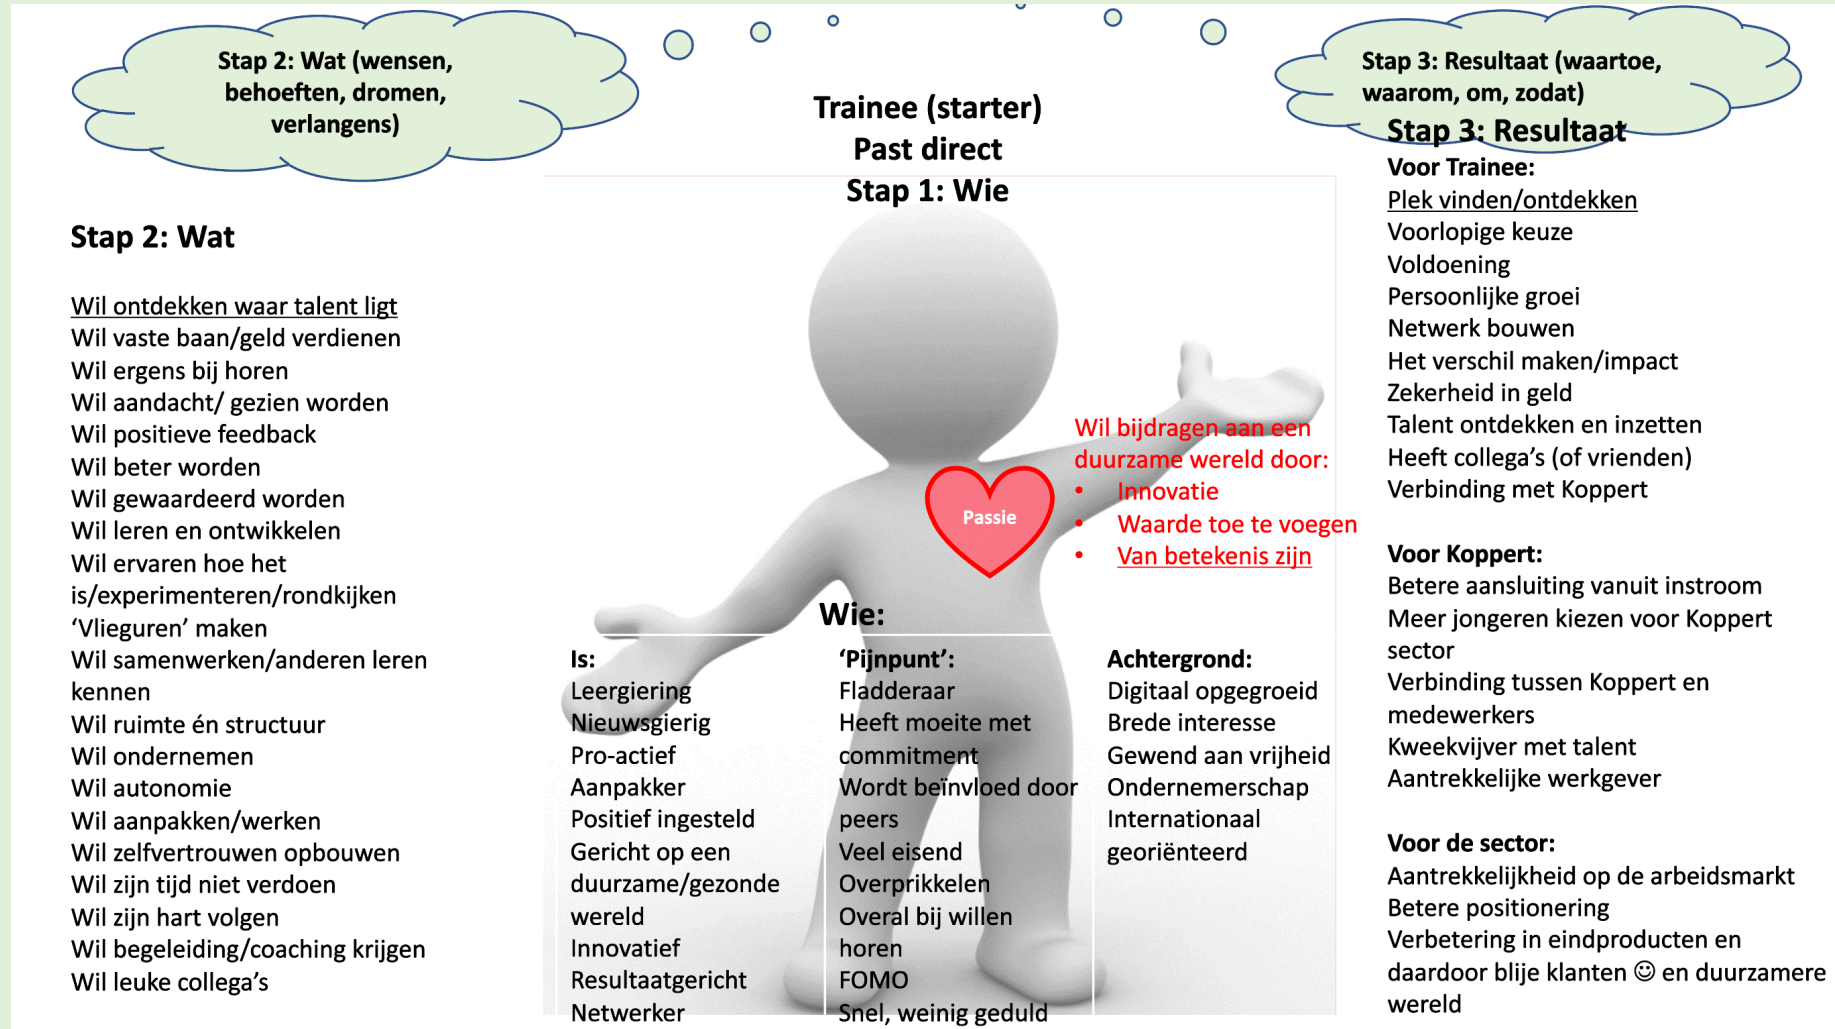 Stap 2: Wat (wensen,
behoeften, dromen,
verlangens)
Stap 2: Wat
Wil ontdekken waar talent ligt
Wil vaste baan/geld verdienen
Wil ergens bij horen
Wil aandacht/ gezien worden
Wil positieve feedback
Wil beter worden
Wil gewaardeerd worden
Wil leren en ontwikkelen
Wil ervaren hoe het
is/experimenteren/rondkijken
‘Vlieguren’ maken
Wil samenwerken/anderen leren
kennen
Wil ruimte én structuur
Wil ondernemen
Wil autonomie
Wil aanpakken/werken
Wil zelfvertrouwen opbouwen
Wil zijn tijd niet verdoen
Wil zijn hart volgen
Wil begeleiding/coaching krijgen
Wil leuke collega’s
Trainee (starter)
Past direct
Stap 1: Wie
Passie
Wil bijdragen aan een
duurzame wereld door:
• Innovatie
• Waarde toe te voegen
• Van betekenis zijn
Wie:
Is:
Leergiering
Nieuwsgierig
Pro-actief
Aanpakker
Positief ingesteld
Gericht op een
duurzame/gezonde
wereld
Innovatief
Resultaatgericht
Netwerker
‘Pijnpunt’:
Fladderaar
Heeft moeite met
commitment
Wordt beïnvloed door
peers
Veel eisend
Overprikkelen
Overal bij willen
horen
FOMO
Snel, weinig geduld
Achtergrond:
Digitaal opgegroeid
Brede interesse
Gewend aan vrijheid
Ondernemerschap
Internationaal
georiënteerd
Stap 3: Resultaat (waartoe,
waarom, om, zodat)
Stap 3: Resultaat
Voor Trainee:
Plek vinden/ontdekken
Voorlopige keuze
Voldoening
Persoonlijke groei
Netwerk bouwen
Het verschil maken/impact
Zekerheid in geld
Talent ontdekken en inzetten
Heeft collega’s (of vrienden)
Verbinding met Koppert
Voor Koppert:
Betere aansluiting vanuit instroom
Meer jongeren kiezen voor Koppert
sector
Verbinding tussen Koppert en
medewerkers
Kweekvijver met talent
Aantrekkelijke werkgever
Voor de sector:
Aantrekkelijkheid op de arbeidsmarkt
Betere positionering
Verbetering in eindproducten en
daardoor blije klanten ☺ en duurzamere
wereld